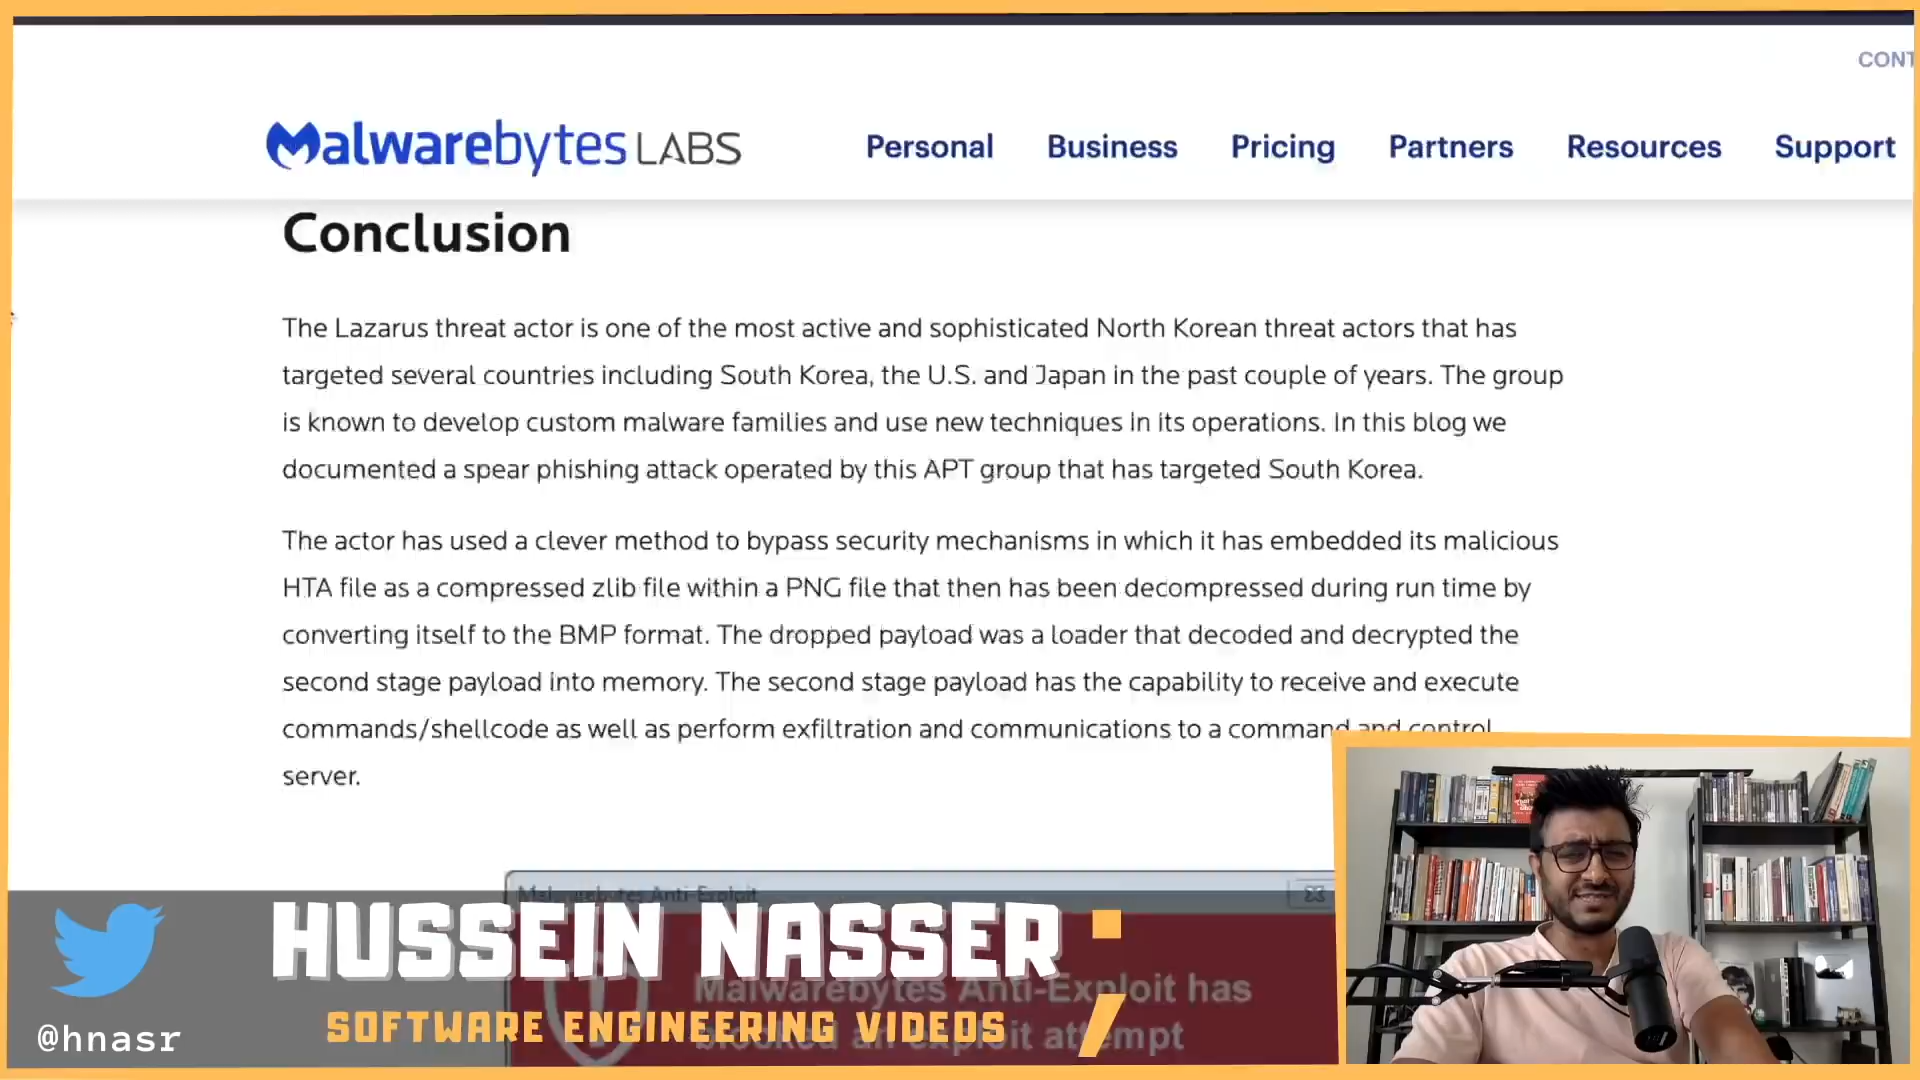 CONT
Malwarebytes LABS
Personal Business Pricing Partners Resources Support
Conclusion
The Lazarus threat actor is one of the most active and sophisticated North Korean threat actors that has
targeted several countries including South Korea, the U.S. and Japan in the past couple of years. The group
is known to develop custom malware families and use new techniques in its operations. In this blog we
documented a spear phishing attack operated by this APT group that has targeted South Korea.
The actor has used a clever method to bypass security mechanisms in which it has embedded its malicious
HTA file as a compressed zlib file within a PNG file that then has been decompressed during run time by
converting itself to the BMP format. The dropped payload was a loader that decoded and decrypted the
second stage payload into memory. The second stage payload has the capability to receive and execute
commands/shellcode as well as perform exfiltration and communications to a command and control
server.
Malwarebytes Anti-Exploit
HUSSEIN NASSER;
Malwarebytes Anti-Exploit has
SOFTWARE ENGINEERING VIDEOS
blocked an exploit attempt
@hnasr